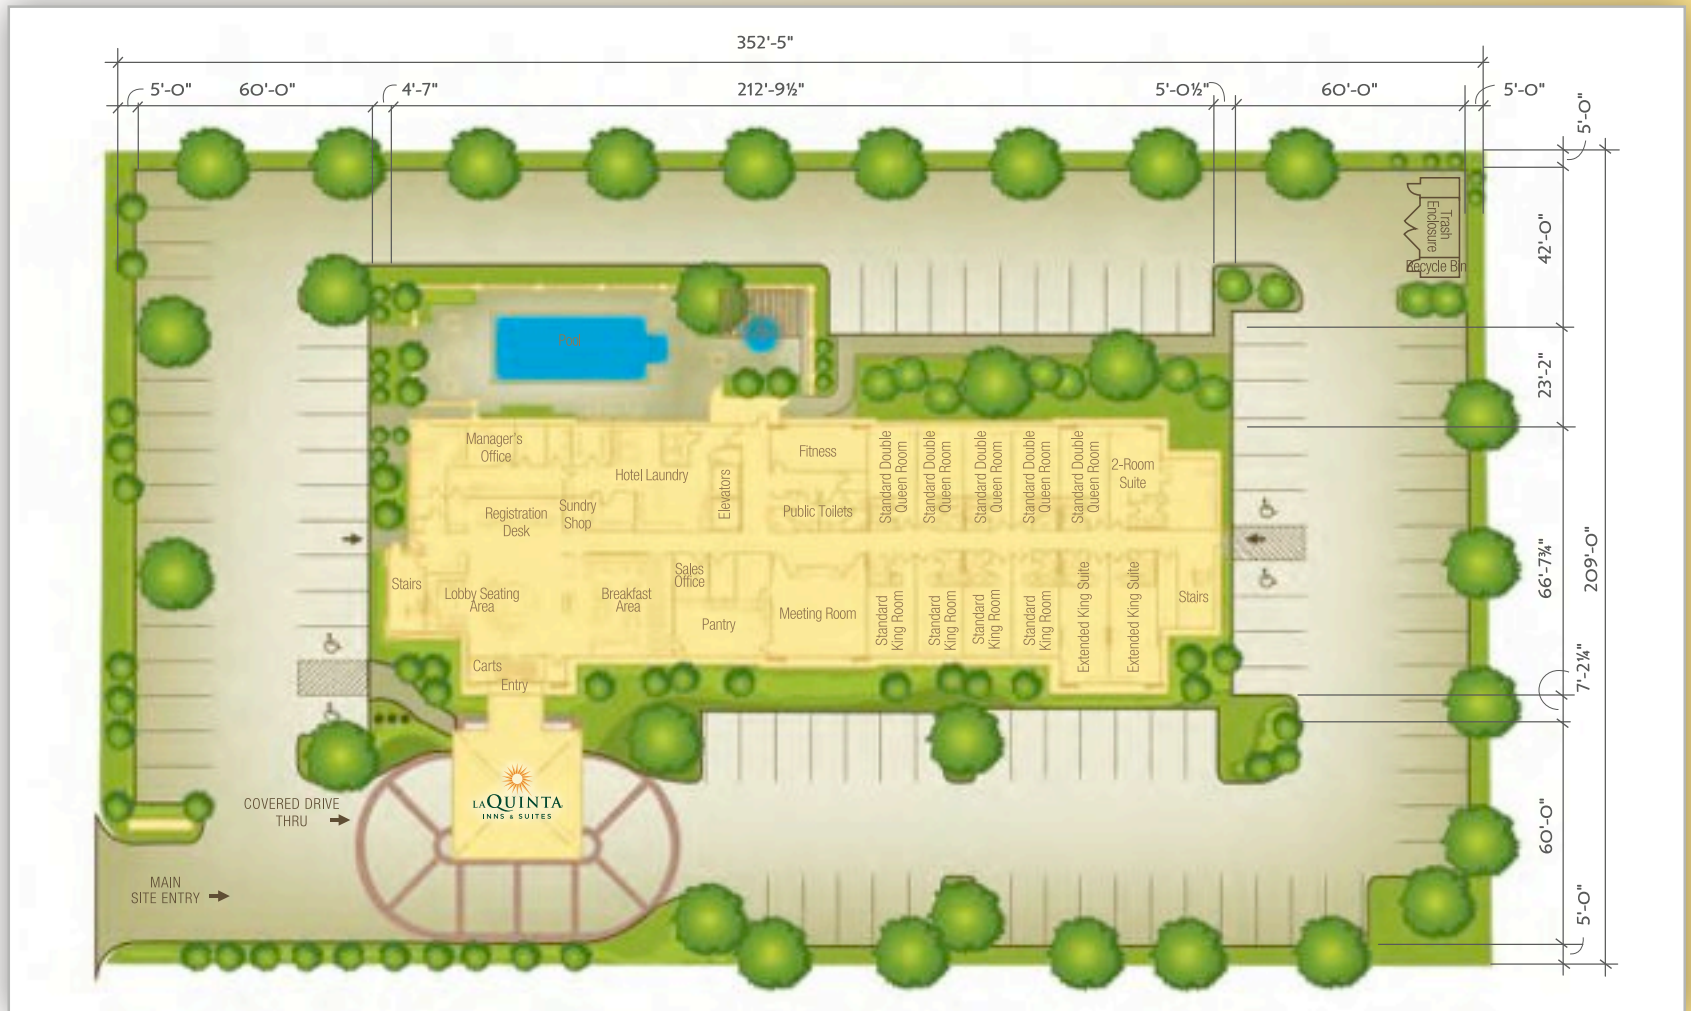 352'-5"
5'-0"
60'-0"
4'-7"
212'-9½"
5'-0½"
60'-0"
5'-0"
5'-0"
42'-0"
23'-2"
66'-7¾"
209'-0"
7'-2¼"
60'-0"
5'-0"
Trash
Enclosure
Recycle Bin
Pool
Manager's
Office
Hotel Laundry
Elevators
Fitness
Public Toilets
Registration
Desk
Sundry
Shop
Standard Double
Queen Room
Standard Double
Queen Room
Standard Double
Queen Room
Standard Double
Queen Room
Standard Double
Queen Room
2-Room
Suite
Stairs
Lobby Seating
Area
Breakfast
Area
Sales
Office
Pantry
Meeting Room
Standard
King Room
Standard
King Room
Standard
King Room
Standard
King Room
Extended King Suite
Extended King Suite
Stairs
Carts
Entry
LAQUINTA
INNS & SUITES
COVERED DRIVE
THRU
MAIN
SITE ENTRY